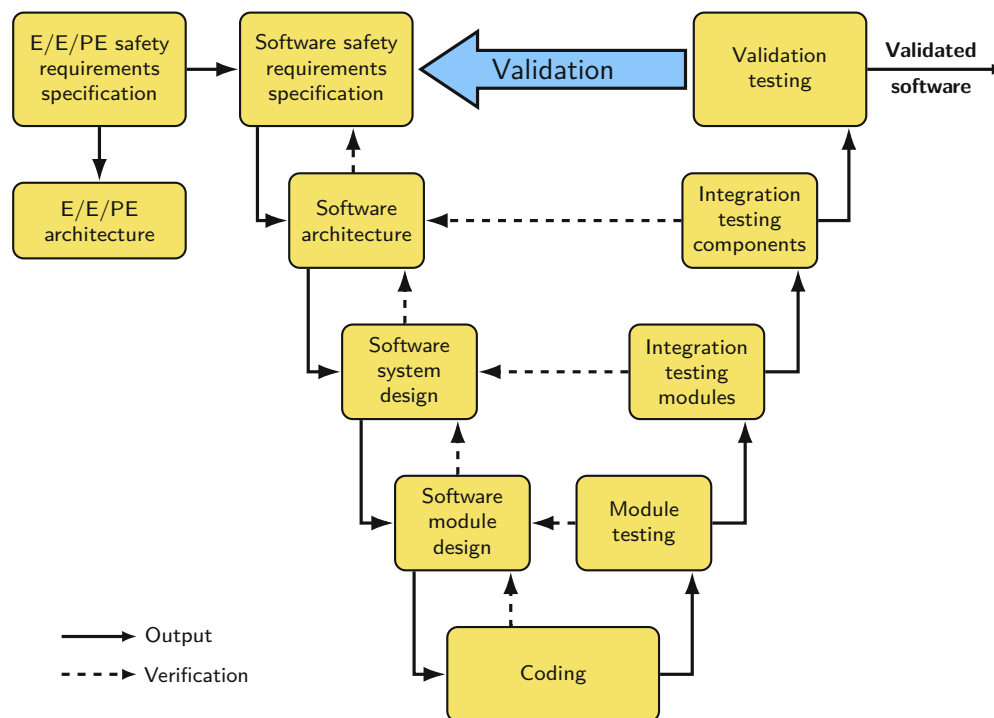 E/E/PE safety
requirements
specification
Software safety
requirements
specification
Validation
Validation
testing
Validated
software
E/E/PE
architecture
Software
architecture
Integration
testing
components
Software
system
design
Integration
testing
modules
Software
module
design
Module
testing
Output
Verification
Coding